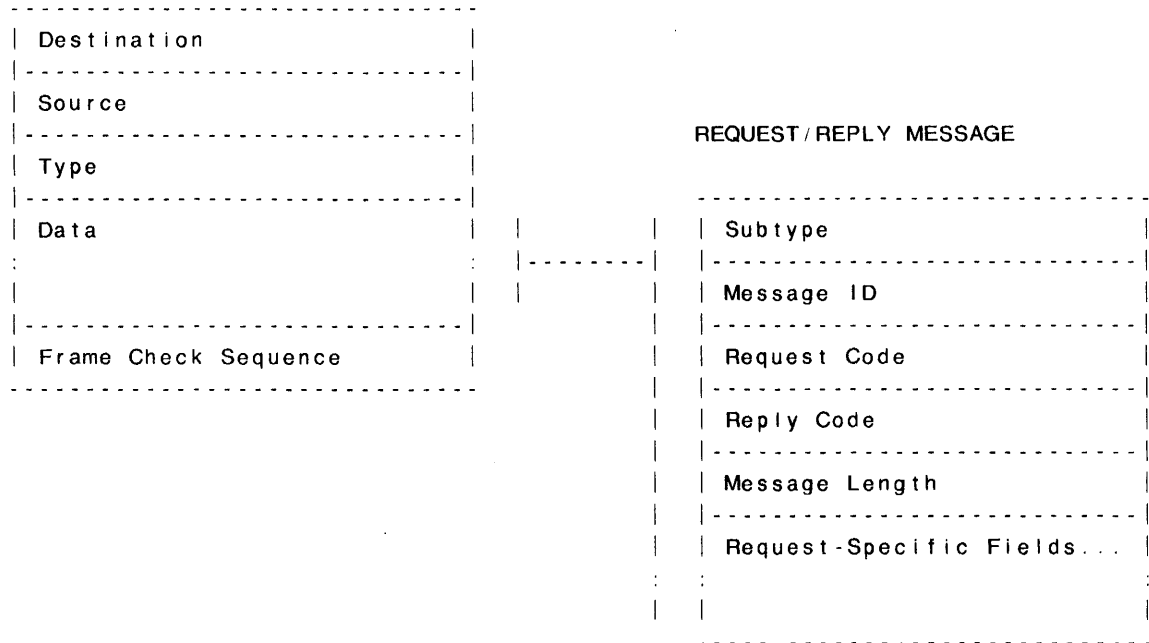 Destination
Source
Type
Data
Frame Check Sequence
REQUEST/REPLY MESSAGE
Subtype
Message ID
Request Code
Reply Code
Message Length
Request-Specific Fields...